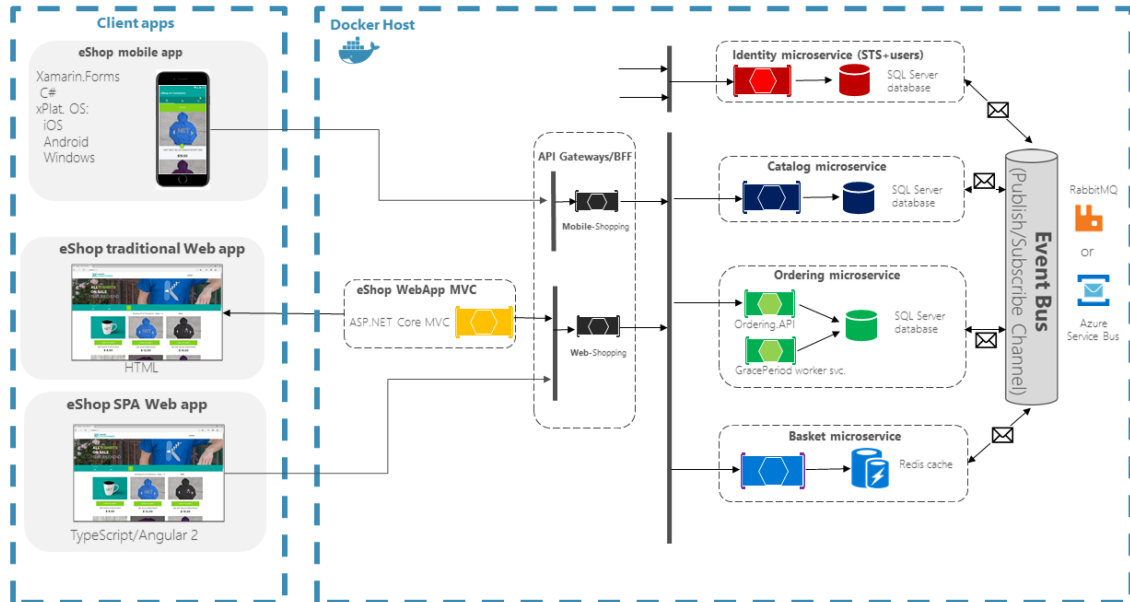 Client apps
eShop mobile app
Xamarin.Forms
C#
xPlat. OS:
iOS
Android
Windows
eShop traditional Web app
HTML
eShop SPA Web app
TypeScript/Angular 2
Docker Host
eShop WebApp MVC
ASP.NET Core MVC
API Gateways/BFF
Mobile-Shopping
Web-Shopping
Identity microservice (STS+users)
SQL Server
database
Catalog microservice
SQL Server
database
Ordering microservice
Ordering.API
SQL Server
database
GracePeriod worker svc.
Basket microservice
Redis cache
Event Bus
(Publish/Subscribe Channel)
RabbitMQ
or
Azure
Service Bus